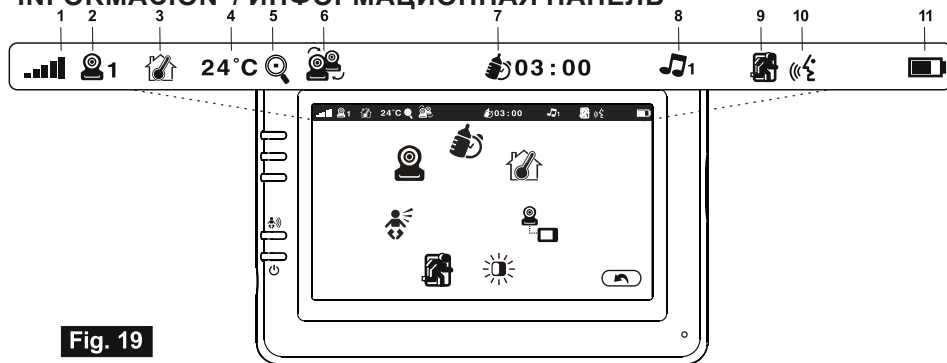 INFORMACIÓN / ИНФОРМАЦИОННАЯ ПАНЕЛЬ
1 2 3 4 5 6 7 8 9 10 11
1 24°C 03:00 1
1 24°C 03:00 1
Fig. 19